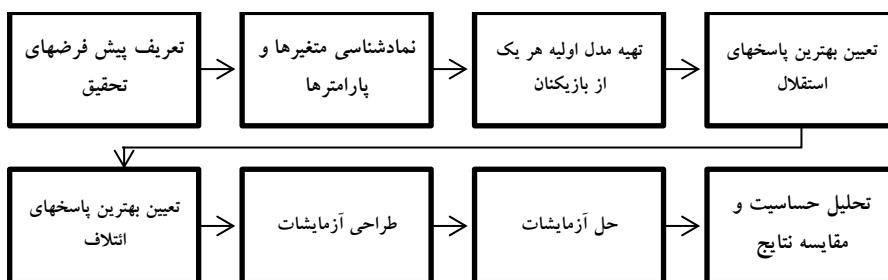 تعریف پیش فرضهای
تحقیق
نمادشناسی متغیرها و
پارامترها
تهیه مدل اولیه هر یک
از بازیکنان
تعیین بهترین پاسخهای
استقلال
تعیین بهترین پاسخهای
ائتلاف
طراحی آزمایشات
حل آزمایشات
تحلیل حساسیت و
مقایسه نتایج